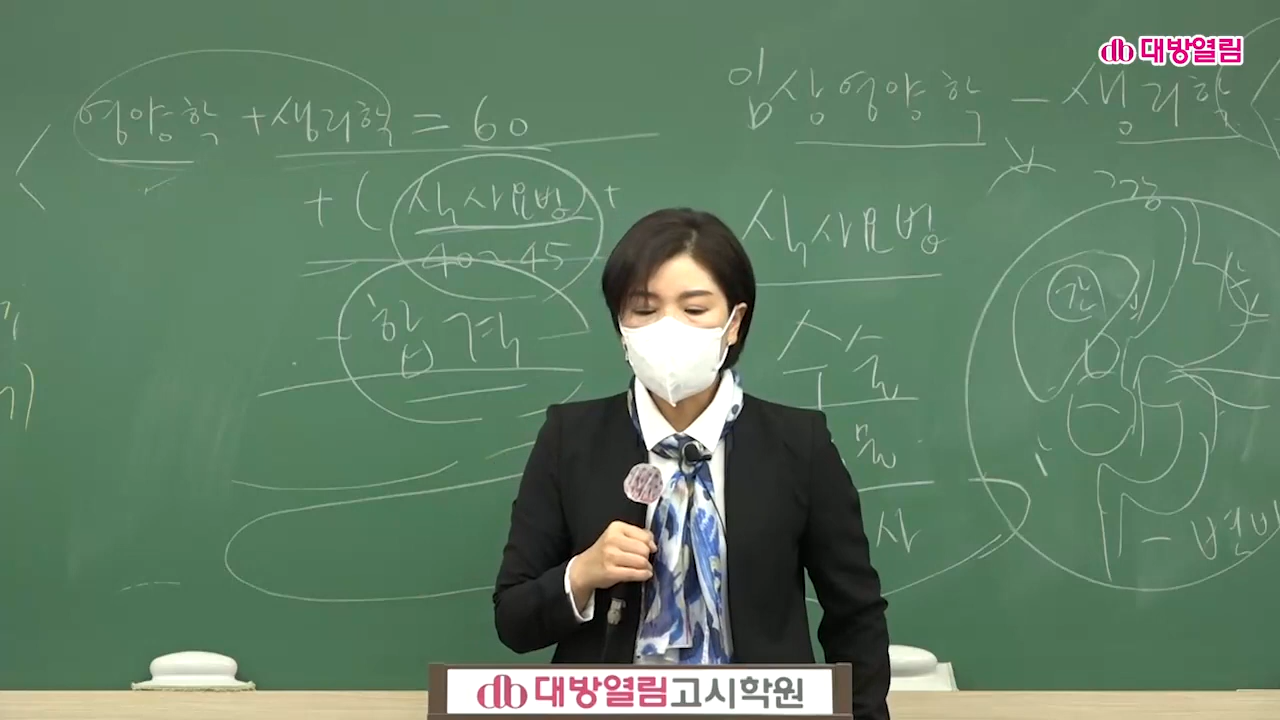 대방열림
영양학 + 생리학 = 60
+ ( 식사요법 ) +
40~45
합격
임상영양학 - 생리학
식사요법
수술
물
사
간
대방열림고시학원